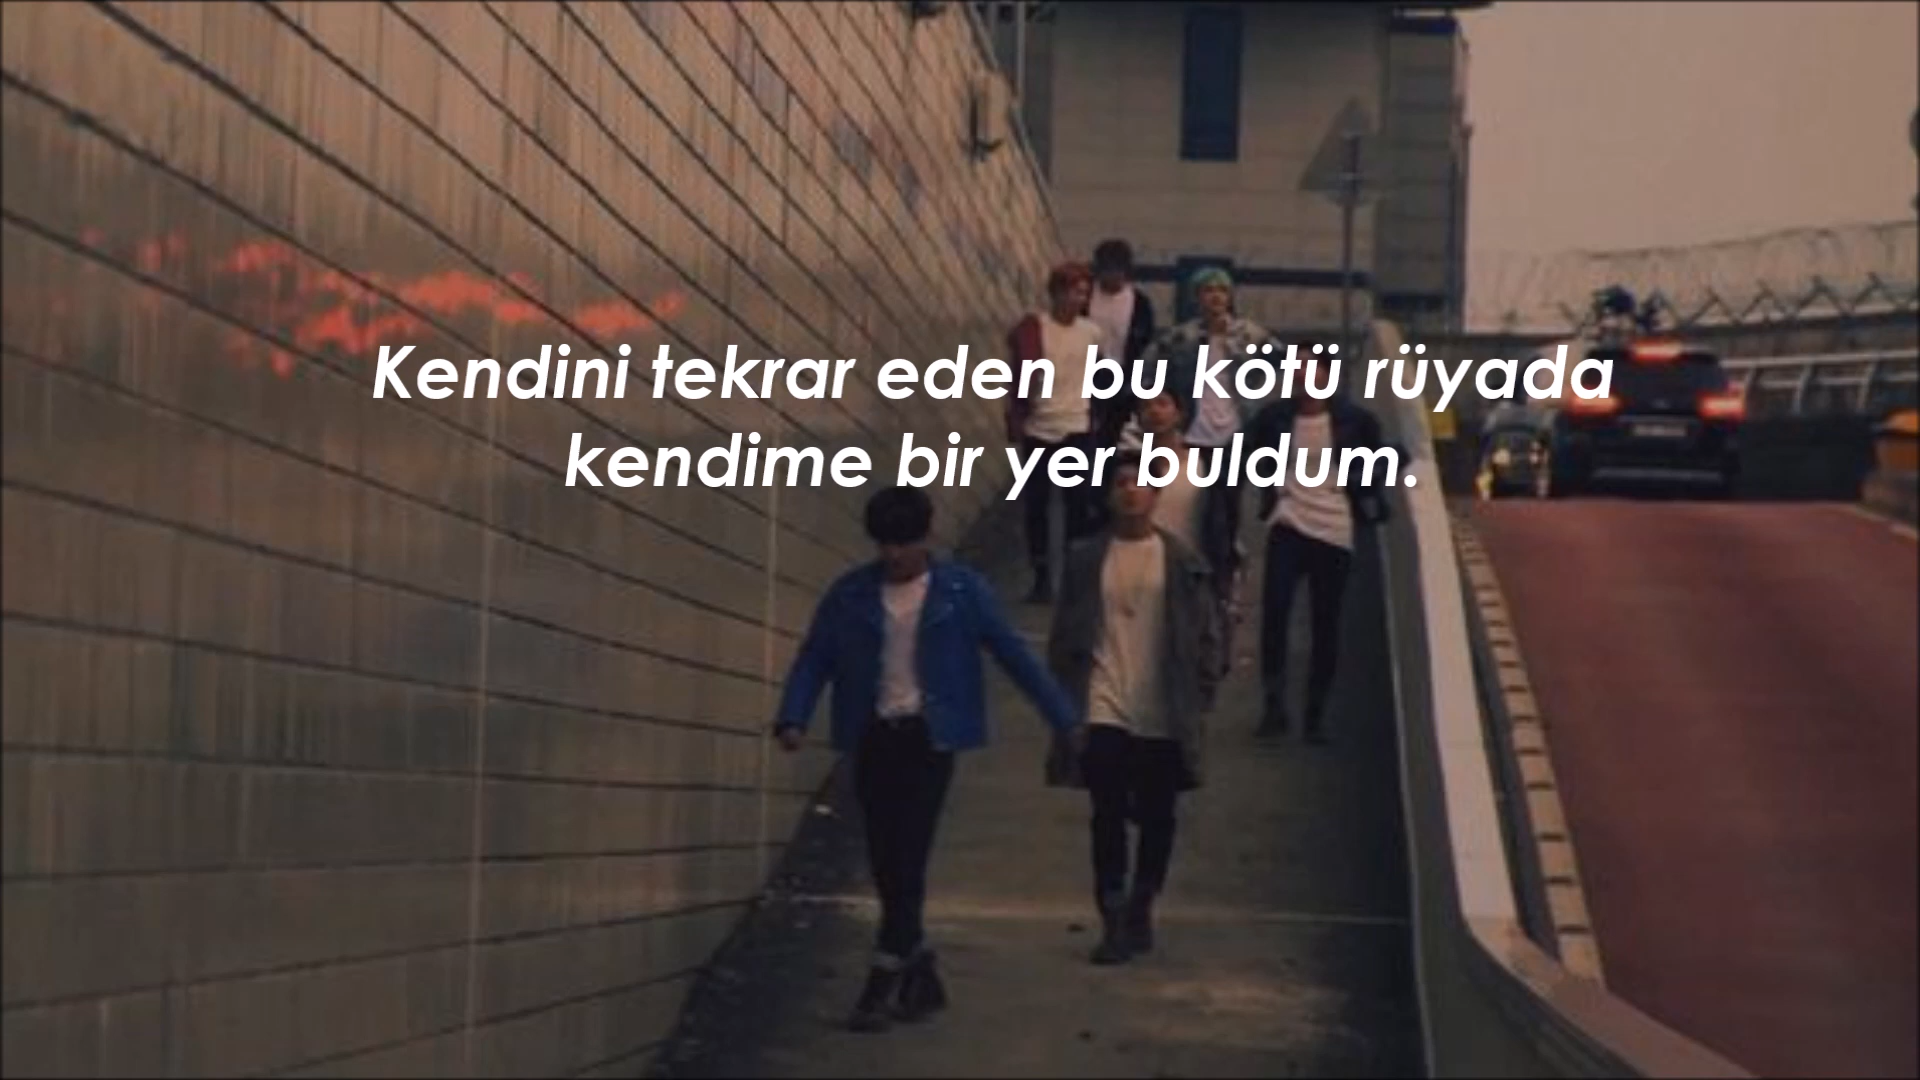 Kendini tekrar eden bu kötü rüyada
kendime bir yer buldum.